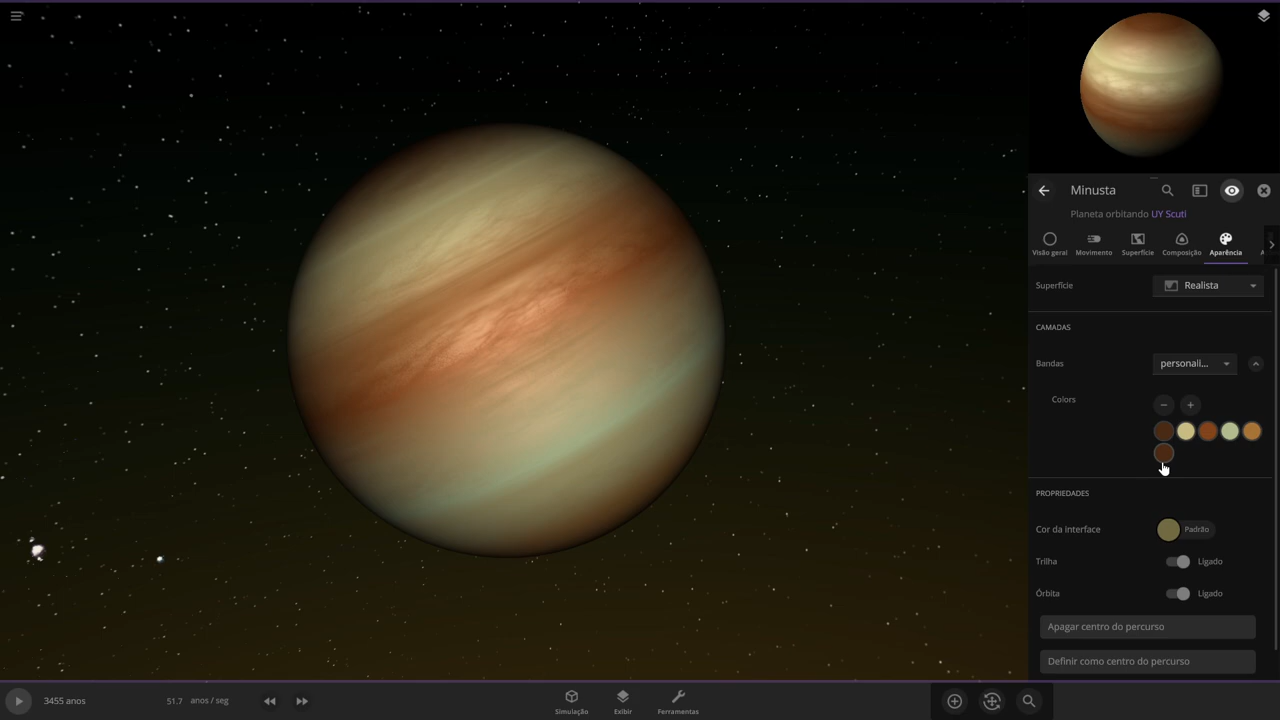 Minusta
Planeta orbitando UY Scuti
Visão geral
Movimento
Superfície
Composição
Aparência
Superfície
Realista
CAMADAS
Bandas
personali...
Colors
PROPRIEDADES
Cor da interface
Padrão
Trilha
Ligado
Órbita
Ligado
Apagar centro do percurso
Definir como centro do percurso
3455 anos
51.7 anos / seg
Simulação
Exibir
Ferramentas